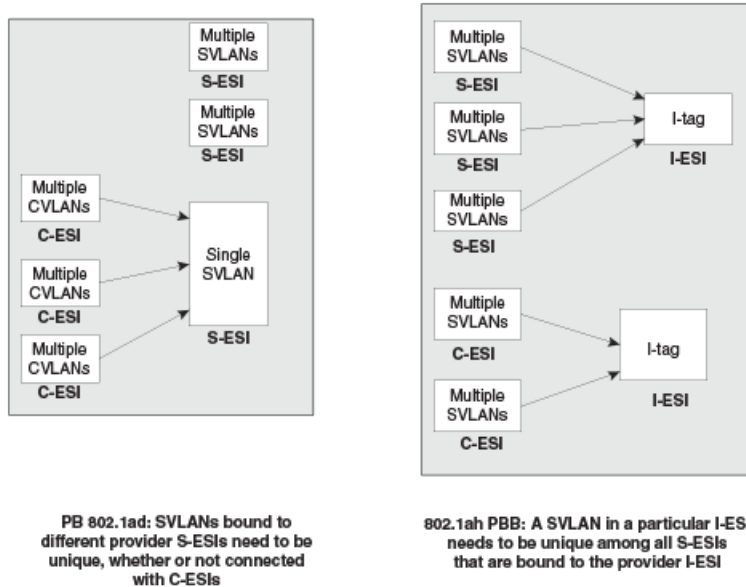 Multiple
SVLANs
S-ESI
Multiple
SVLANs
S-ESI
Multiple
CVLANs
C-ESI
Multiple
CVLANs
C-ESI
Multiple
CVLANs
C-ESI
Single
SVLAN
S-ESI
PB 802.1ad: SVLANs bound to
different provider S-ESIs need to be
unique, whether or not connected
with C-ESIs
Multiple
SVLANs
S-ESI
Multiple
SVLANs
S-ESI
Multiple
SVLANs
S-ESI
I-tag
I-ESI
Multiple
SVLANs
C-ESI
Multiple
SVLANs
C-ESI
I-tag
I-ESI
802.1ah PBB: A SVLAN in a particular I-ES
needs to be unique among all S-ESIs
that are bound to the provider I-ESI